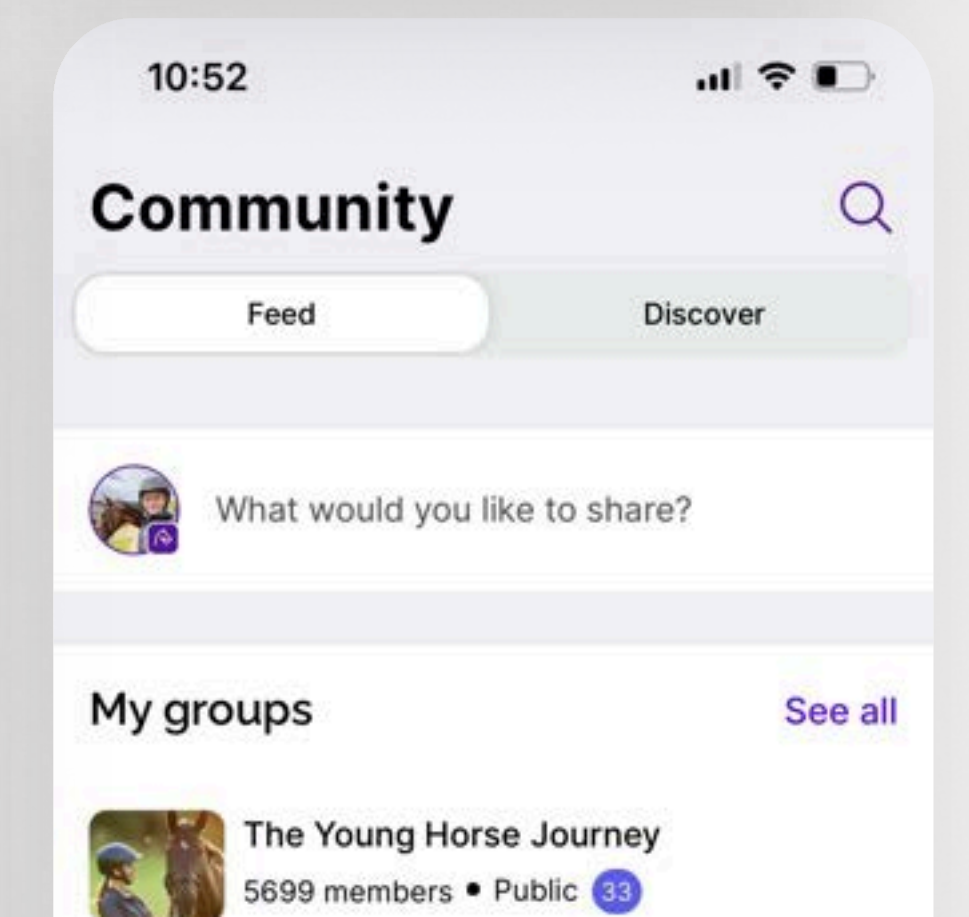 10:52
Community
Feed
Discover
What would you like to share?
My groups
See all
The Young Horse Journey
5699 members • Public 33